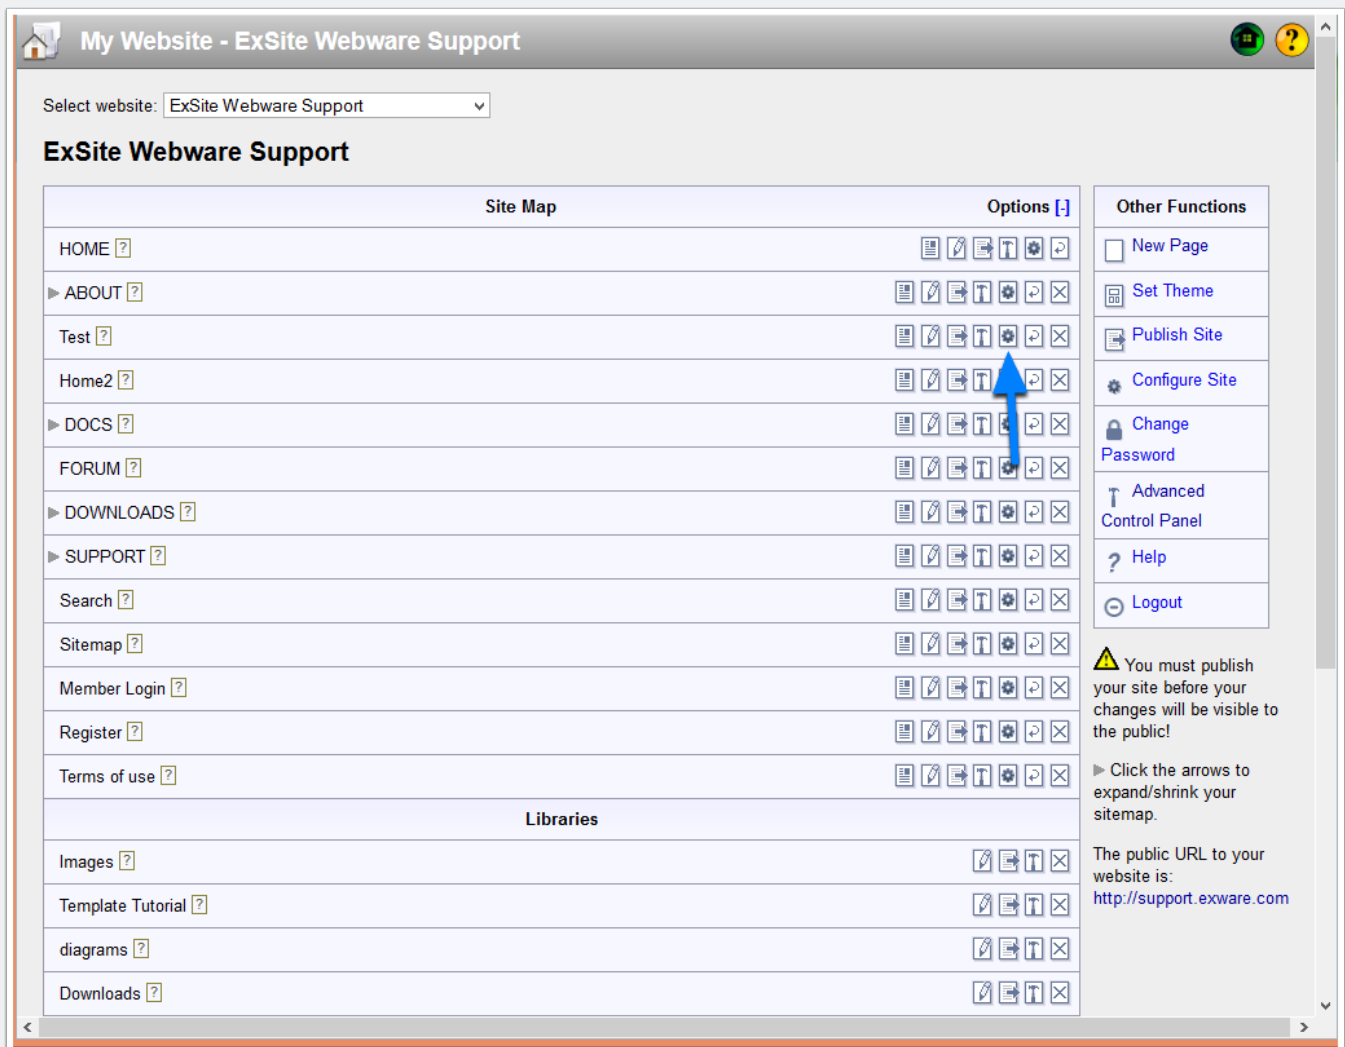 My Website - ExSite Webware Support
?
Select website: ExSite Webware Support
ExSite Webware Support
Site Map Options [-]
HOME ?
ABOUT ?
Test ?
Home2 ?
DOCS ?
FORUM ?
DOWNLOADS ?
SUPPORT ?
Search ?
Sitemap ?
Member Login ?
Register ?
Terms of use ?
Libraries
Images ?
Template Tutorial ?
diagrams ?
Downloads ?
Other Functions
New Page
Set Theme
Publish Site
Configure Site
Change
Password
Advanced
Control Panel
? Help
Logout
You must publish
your site before your
changes will be visible to
the public!
Click the arrows to
expand/shrink your
sitemap.
The public URL to your
website is:
http://support.exware.com